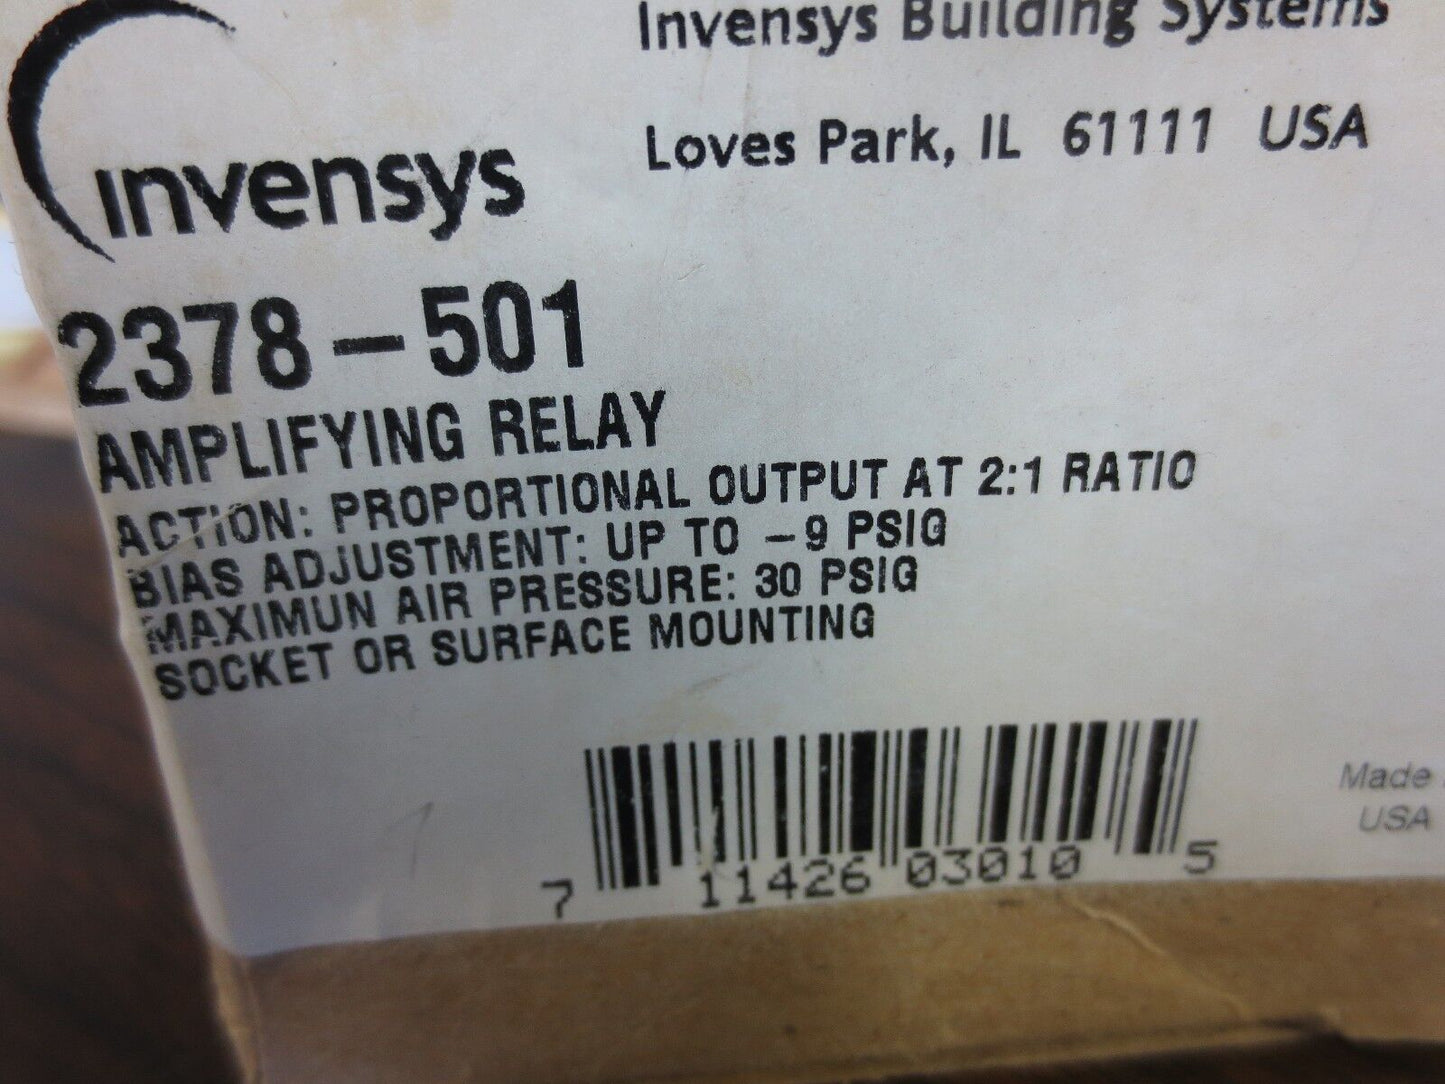 Invensys Building Systems
Loves Park, IL 61111 USA
invensys
2378-501
AMPLIFYING RELAY
ACTION: PROPORTIONAL OUTPUT AT 2:1 RATIO
BIAS ADJUSTMENT: UP TO -9 PSIG
MAXIMUN AIR PRESSURE: 30 PSIG
SOCKET OR SURFACE MOUNTING
7 11426 03010 5
Made
USA